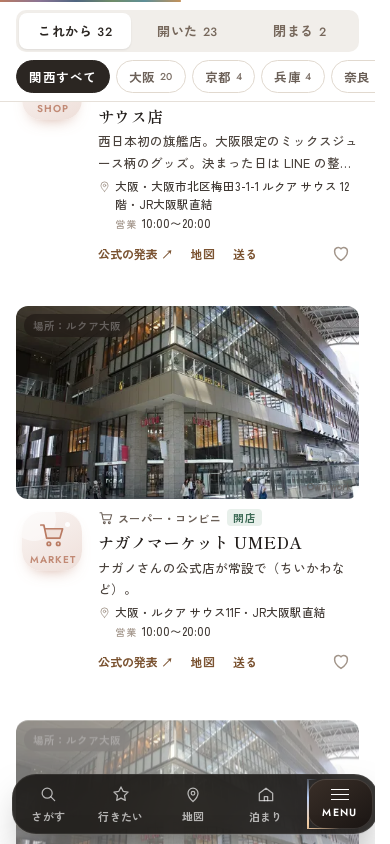 これから 32
開いた 23
閉まる 2
関西すべて
大阪 20
京都 4
兵庫 4
奈良
SHOP
サウス店
西日本初の旗艦店。大阪限定のミックスジュ
ース柄のグッズ。決まった日は LINE の整…
大阪・大阪市北区梅田3-1-1 ルクア サウス 12
階・JR大阪駅直結
営業 10:00〜20:00
公式の発表 ↗ 地図 送る
場所：ルクア大阪
MARKET
スーパー・コンビニ 開店
ナガノマーケット UMEDA
ナガノさんの公式店が常設で（ちいかわな
ど）。
大阪・ルクア サウス11F・JR大阪駅直結
営業 10:00〜20:00
公式の発表 ↗ 地図 送る
場所：ルクア大阪
さがす
行きたい
地図
泊まり
MENU